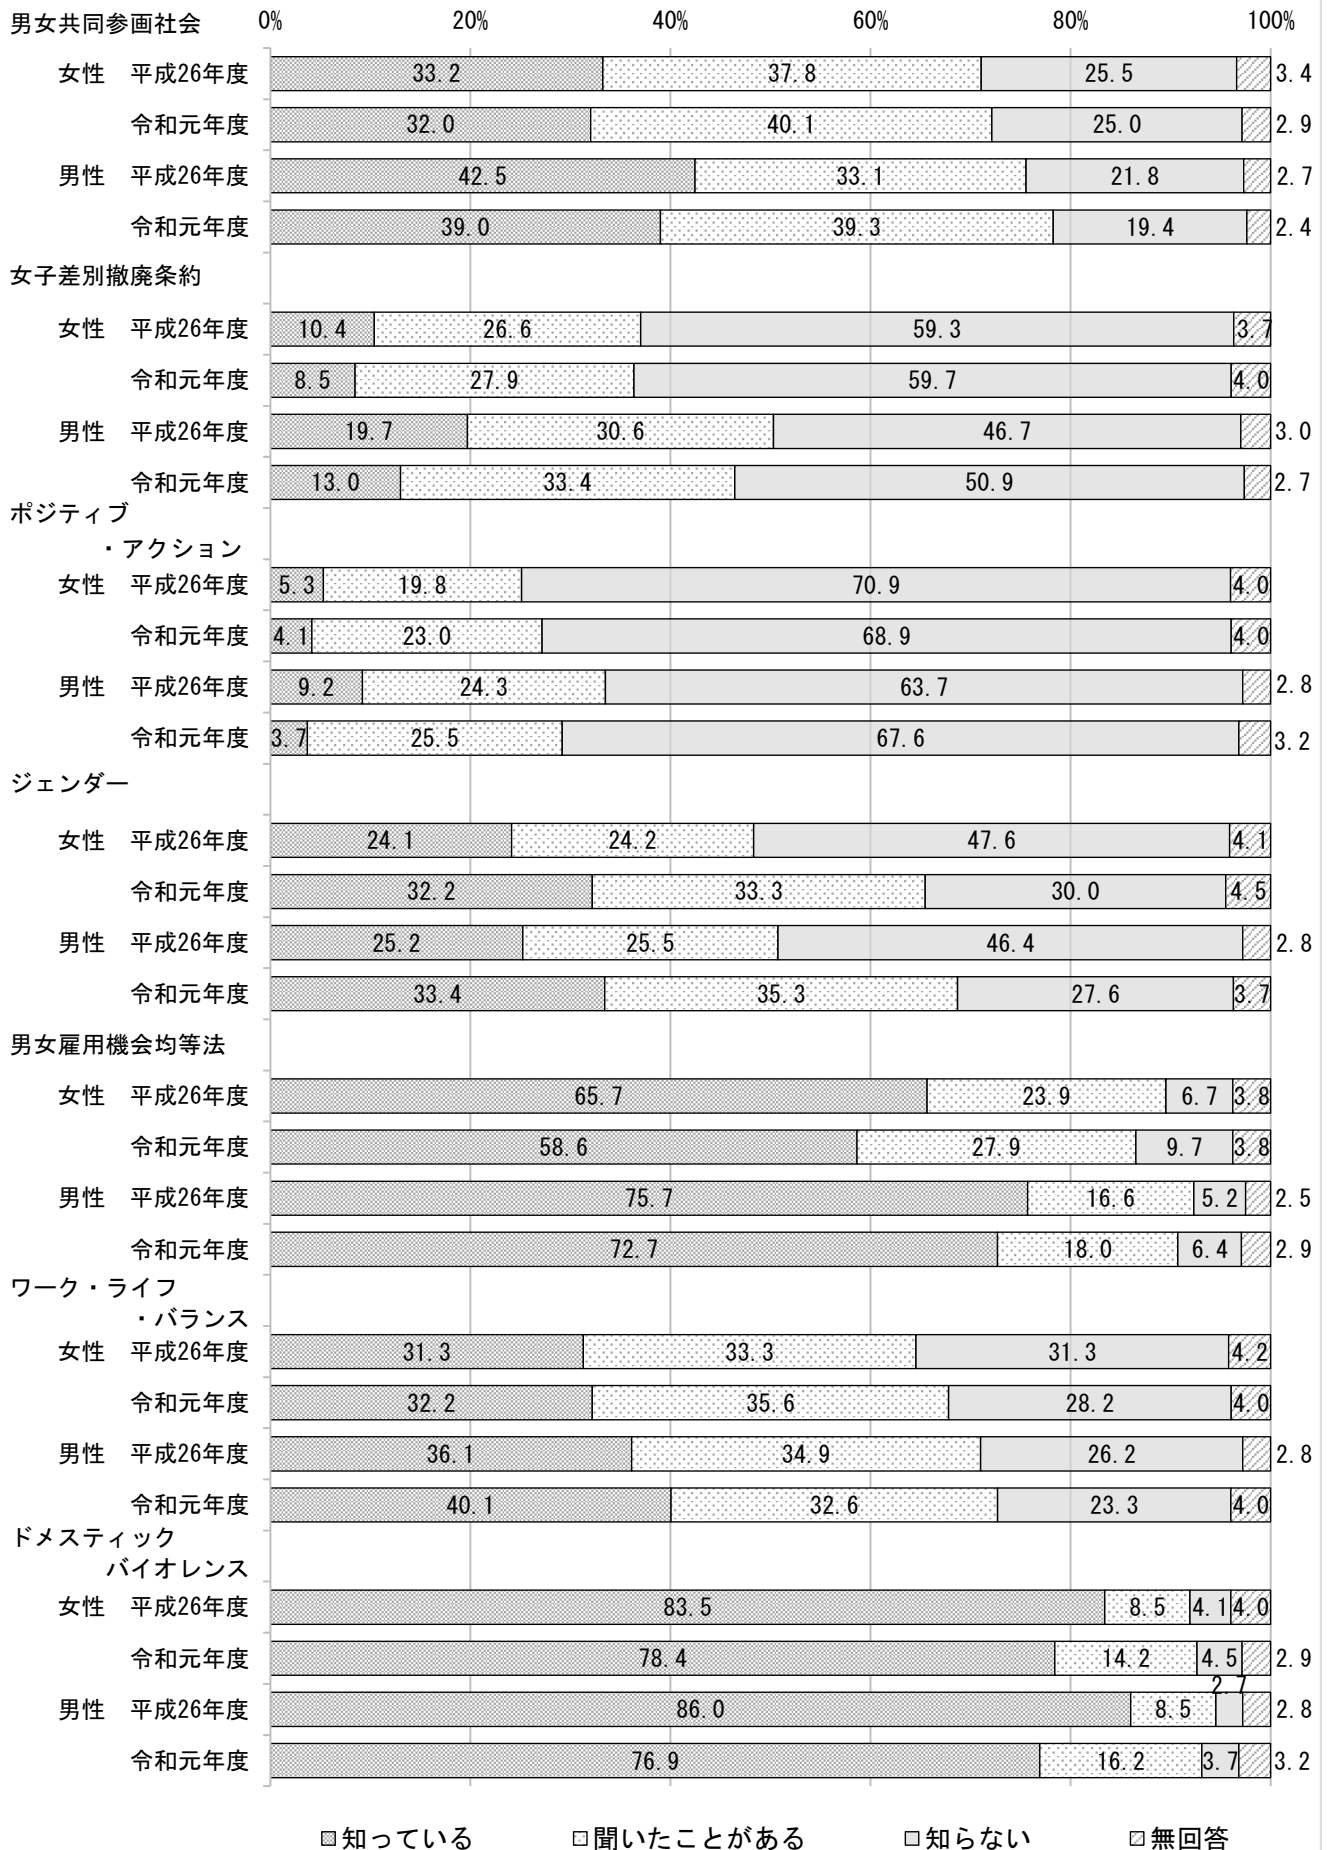 男女共同参画社会 0% 20% 40% 60% 80% 100%
女性 平成26年度 33.2 37.8 25.5 3.4
令和元年度 32.0 40.1 25.0 2.9
男性 平成26年度 42.5 33.1 21.8 2.7
令和元年度 39.0 39.3 19.4 2.4
女子差別撤廃条約
女性 平成26年度 10.4 26.6 59.3 3.7
令和元年度 8.5 27.9 59.7 4.0
男性 平成26年度 19.7 30.6 46.7 3.0
令和元年度 13.0 33.4 50.9 2.7
ポジティブ
・アクション
女性 平成26年度 5.3 19.8 70.9 4.0
令和元年度 4.1 23.0 68.9 4.0
男性 平成26年度 9.2 24.3 63.7 2.8
令和元年度 3.7 25.5 67.6 3.2
ジェンダー
女性 平成26年度 24.1 24.2 47.6 4.1
令和元年度 32.2 33.3 30.0 4.5
男性 平成26年度 25.2 25.5 46.4 2.8
令和元年度 33.4 35.3 27.6 3.7
男女雇用機会均等法
女性 平成26年度 65.7 23.9 6.7 3.8
令和元年度 58.6 27.9 9.7 3.8
男性 平成26年度 75.7 16.6 5.2 2.5
令和元年度 72.7 18.0 6.4 2.9
ワーク・ライフ
・バランス
女性 平成26年度 31.3 33.3 31.3 4.2
令和元年度 32.2 35.6 28.2 4.0
男性 平成26年度 36.1 34.9 26.2 2.8
令和元年度 40.1 32.6 23.3 4.0
ドメスティック
バイオレンス
女性 平成26年度 83.5 8.5 4.1 4.0
令和元年度 78.4 14.2 4.5 2.9
男性 平成26年度 86.0 8.5 2.7 2.8
令和元年度 76.9 16.2 3.7 3.2
知っている 聞いたことがある 知らない 無回答